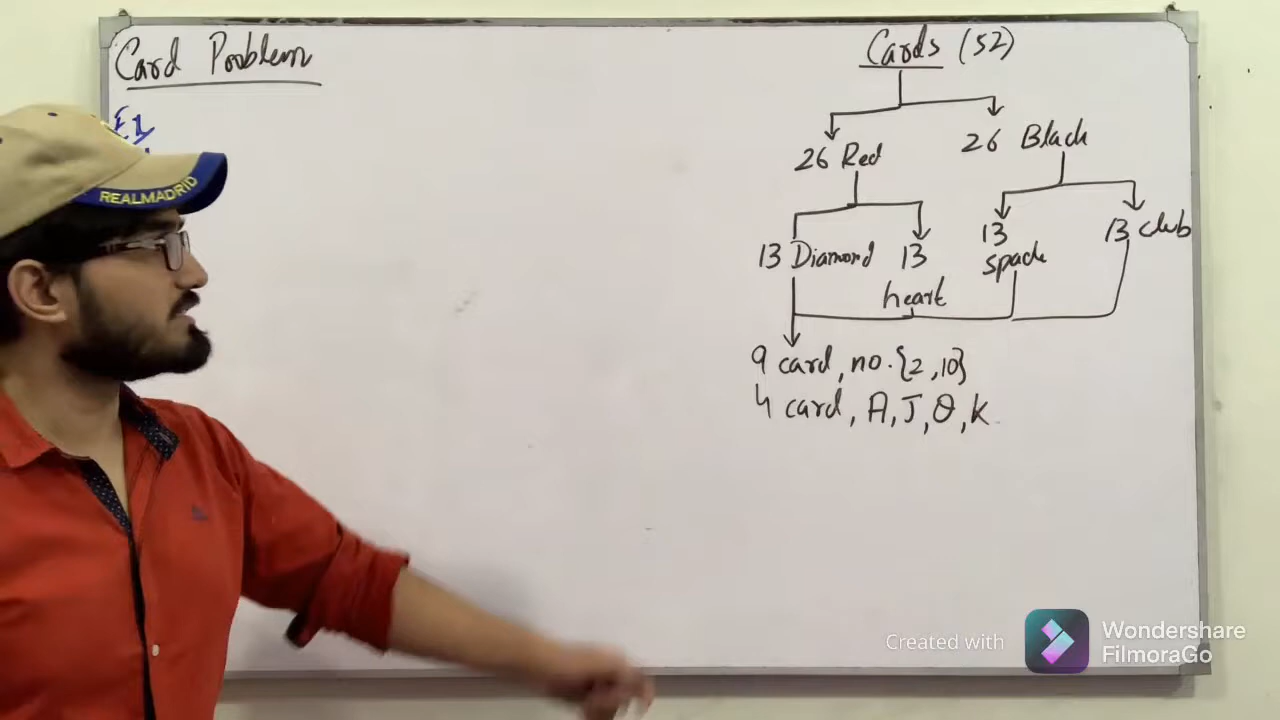 Card Problem
E1
REALMADRID
Cards (52)
26 Red
26 Black
13 Diamond
13 heart
13 spade
13 club
9 card, no. {2, 10}
4 card, A, J, Q, K
Created with
Wondershare
FilmoraGo